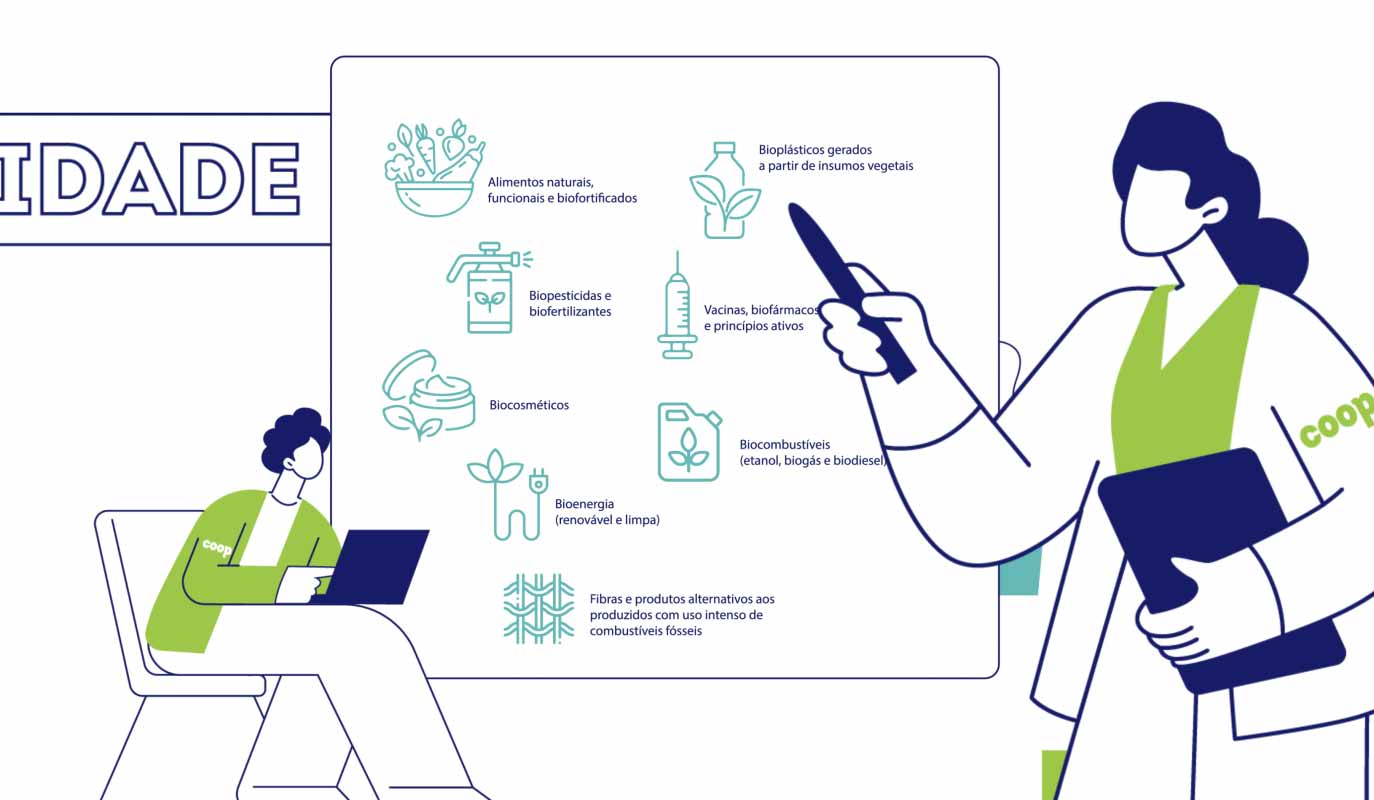 IDADE
Alimentos naturais,
funcionais e biofortificados
Bioplásticos gerados
a partir de insumos vegetais
Biopesticidas e
biofertilizantes
Vacinas, biofármacos
e princípios ativos
Biocosméticos
Biocombustíveis
(etanol, biogás e biodiesel)
Bioenergia
(renovável e limpa)
Fibras e produtos alternativos aos
produzidos com uso intenso de
combustíveis fósseis
coop
coop